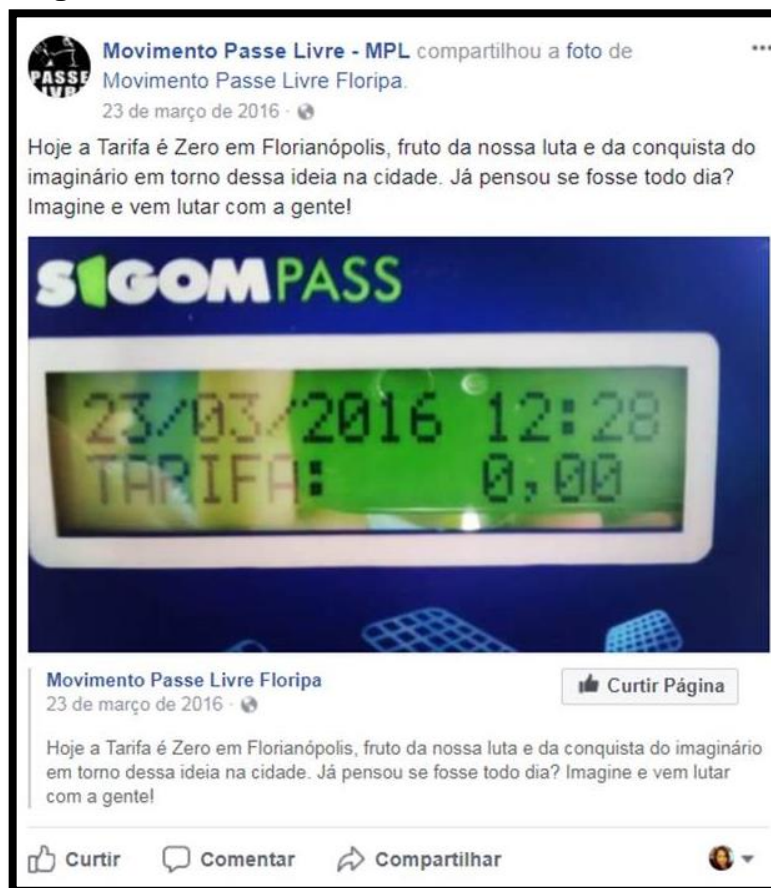 Movimento Passe Livre - MPL compartilhou a foto de
Movimento Passe Livre Floripa.
23 de março de 2016 ·
PASSE
LIVRE
Hoje a Tarifa é Zero em Florianópolis, fruto da nossa luta e da conquista do
imaginário em torno dessa ideia na cidade. Já pensou se fosse todo dia?
Imagine e vem lutar com a gente!
SIGOMPASS
23/03/2016 12:28
TARIFA: 0,00
Movimento Passe Livre Floripa
23 de março de 2016 ·
Curtir Página
Hoje a Tarifa é Zero em Florianópolis, fruto da nossa luta e da conquista do imaginário
em torno dessa ideia na cidade. Já pensou se fosse todo dia? Imagine e vem lutar
com a gente!
Curtir Comentar Compartilhar